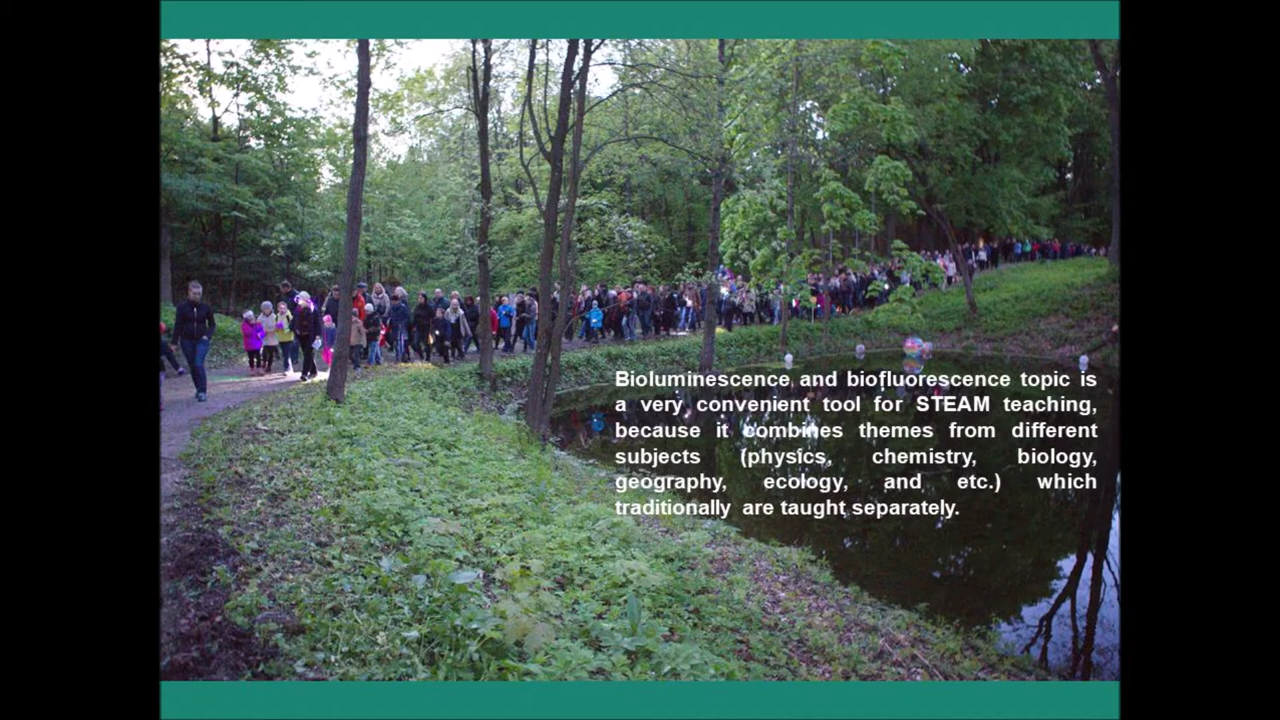 Bioluminescence and biofluorescence topic is
a very convenient tool for STEAM teaching,
because it combines themes from different
subjects (physics, chemistry, biology,
geography, ecology, and etc.) which
traditionally are taught separately.